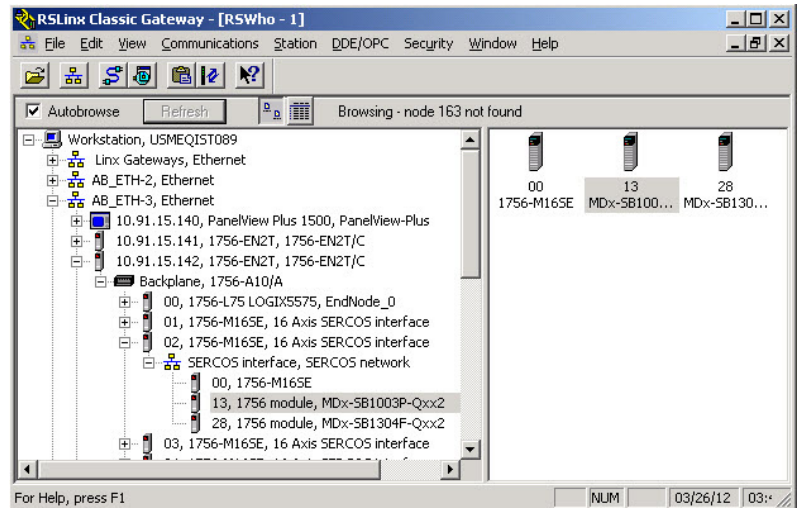 RSLinx Classic Gateway - [RSWho - 1]
File Edit View Communications Station DDE/OPC Security Window Help
Autobrowse Refresh Browsing - node 163 not found
Workstation, USMEQIST089
Linx Gateways, Ethernet
AB_ETH-2, Ethernet
AB_ETH-3, Ethernet
10.91.15.140, PanelView Plus 1500, PanelView-Plus
10.91.15.141, 1756-EN2T, 1756-EN2T/C
10.91.15.142, 1756-EN2T, 1756-EN2T/C
Backplane, 1756-A10/A
00, 1756-L75 LOGIX5575, EndNode_0
01, 1756-M16SE, 16 Axis SERCOS interface
02, 1756-M16SE, 16 Axis SERCOS interface
SERCOS interface, SERCOS network
00, 1756-M16SE
13, 1756 module, MDx-SB1003P-Qxx2
28, 1756 module, MDx-SB1304F-Qxx2
03, 1756-M16SE, 16 Axis SERCOS interface
00 13 28
1756-M16SE MDx-SB100... MDx-SB130...
For Help, press F1 NUM 03/26/12